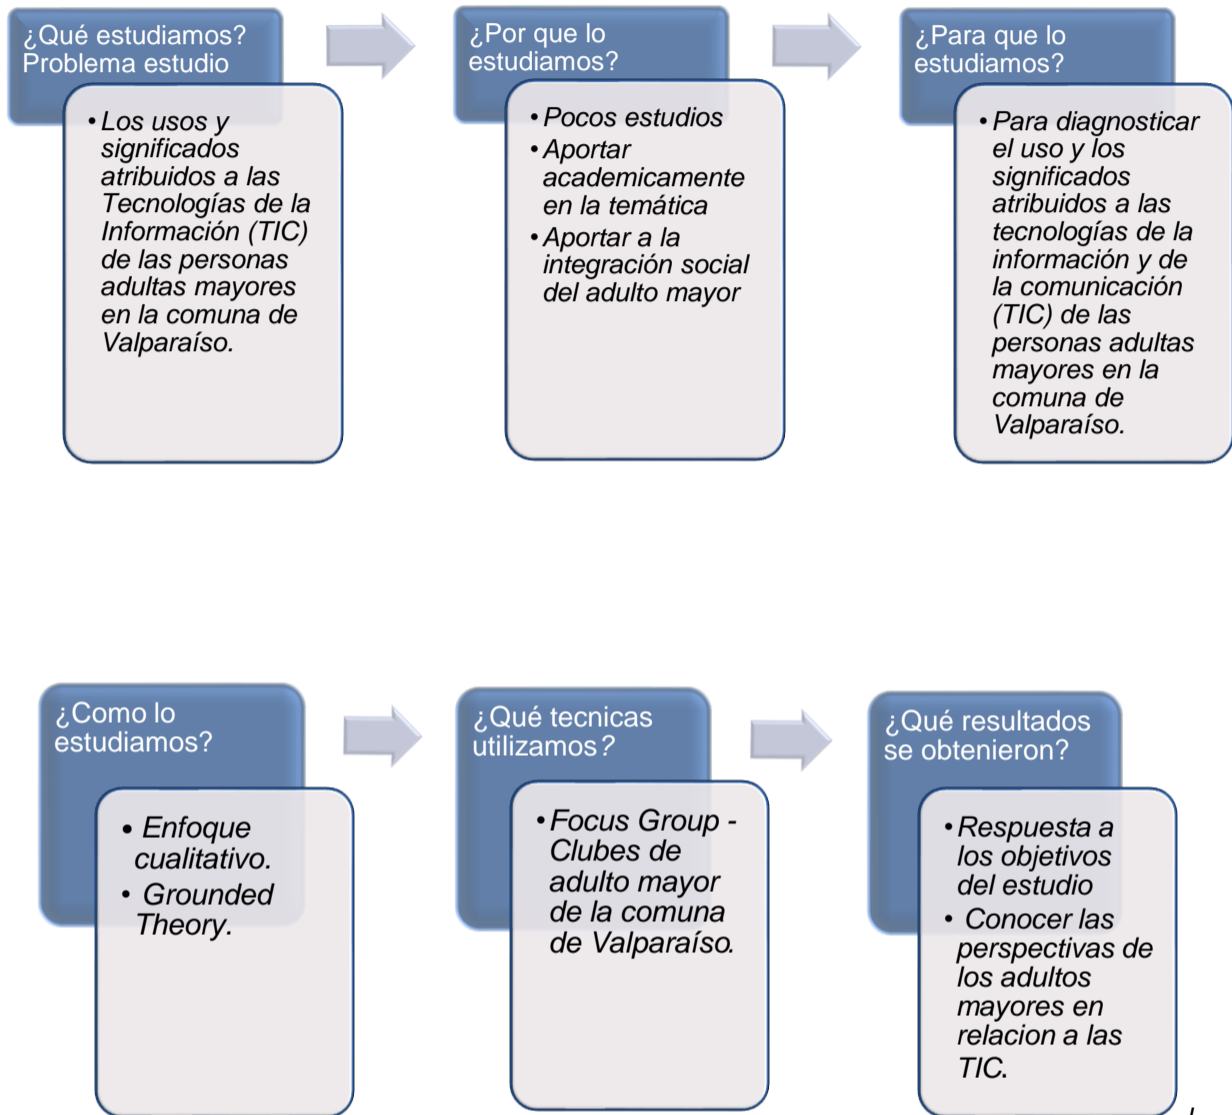 ¿Qué estudiamos?
Problema estudio
• Los usos y
significados
atribuidos a las
Tecnologías de la
Información (TIC)
de las personas
adultas mayores
en la comuna de
Valparaíso.
¿Por que lo
estudiamos?
• Pocos estudios
• Aportar
academicamente
en la temática
• Aportar a la
integración social
del adulto mayor
¿Para que lo
estudiamos?
• Para diagnosticar
el uso y los
significados
atribuidos a las
tecnologías de la
información y de
la comunicación
(TIC) de las
personas adultas
mayores en la
comuna de
Valparaíso.
¿Como lo
estudiamos?
• Enfoque
cualitativo.
• Grounded
Theory.
¿Qué tecnicas
utilizamos?
• Focus Group -
Clubes de
adulto mayor
de la comuna
de Valparaíso.
¿Qué resultados
se obtenieron?
• Respuesta a
los objetivos
del estudio
• Conocer las
perspectivas de
los adultos
mayores en
relacion a las
TIC.